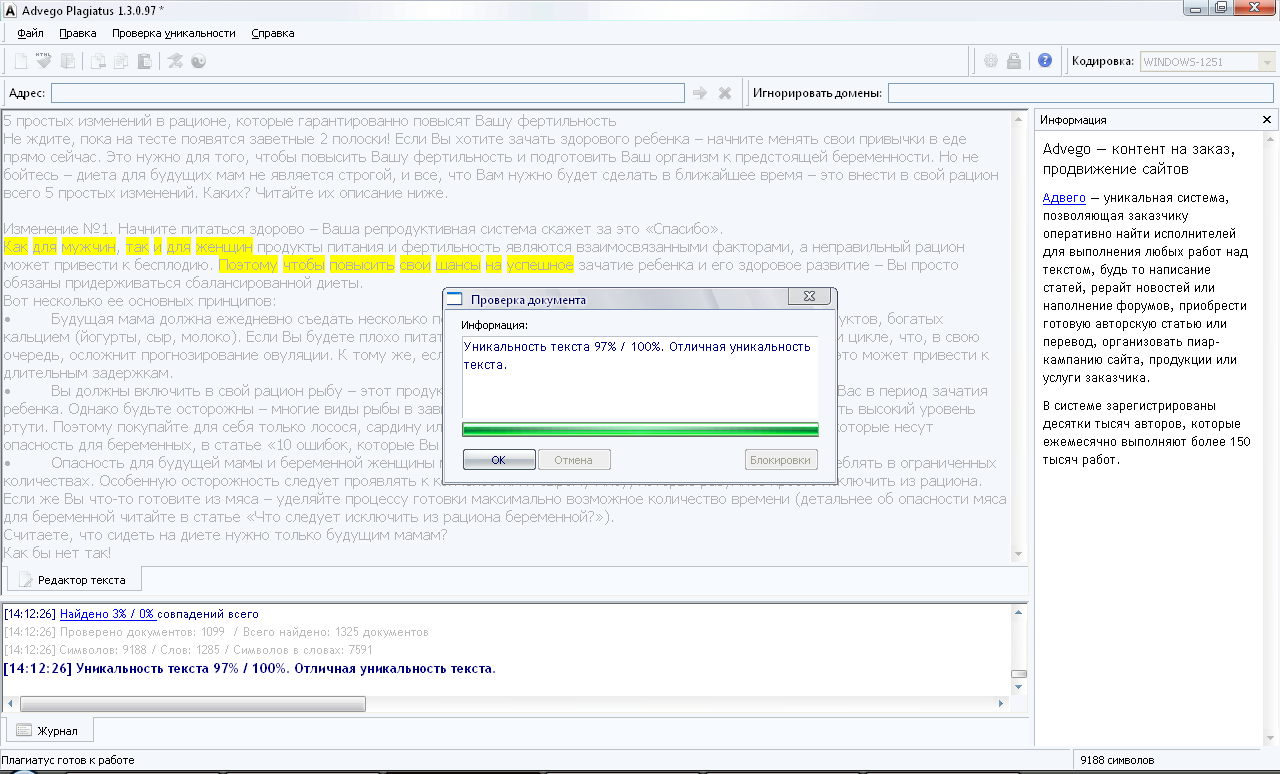 Advego Plagiatus 1.3.0.97 *
Файл Правка Проверка уникальности Справка
Кодировка: WINDOWS-1251
Адрес: Игнорировать домены:
5 простых изменений в рационе, которые гарантированно повысят Вашу фертильность
Не ждите, пока на тесте появятся заветные 2 полоски! Если Вы хотите зачать здорового ребенка – начните менять свои привычки в еде
прямо сейчас. Это нужно для того, чтобы повысить Вашу фертильность и подготовить Ваш организм к предстоящей беременности. Но не
бойтесь – диета для будущих мам не является строгой, и все, что Вам нужно будет сделать в ближайшее время – это внести в свой рацион
всего 5 простых изменений. Каких? Читайте их описание ниже.
Изменение №1. Начните питаться здорово – Ваша репродуктивная система скажет за это «Спасибо».
Как для мужчин, так и для женщин продукты питания и фертильность являются взаимосвязанными факторами, а неправильный рацион
может привести к бесплодию. Поэтому чтобы повысить свои шансы на успешное зачатие ребенка и его здоровое развитие – Вы просто
обязаны придерживаться сбалансированной диеты.
Вот несколько ее основных принципов:
• Будущая мама должна ежедневно съедать несколько по
богатых
кальцием (йогурты, сыр, молоко). Если Вы будете плохо питат
и цикле, что, в свою
очередь, осложнит прогнозирование овуляции. К тому же, есл
это может привести к
длительным задержкам.
• Вы должны включить в свой рацион рыбу – этот проду
Вас в период зачатия
ребенка. Однако будьте осторожны – многие виды рыбы в зав
ть высокий уровень
ртути. Поэтому покупайте для себя только лосося, сардину ил
которые несут
опасность для беременных, в статье «10 ошибок, которые Вы
• Опасность для будущей мамы и беременной женщины м
еблять в ограниченных
количествах. Особенную осторожность следует проявлять к к
ключить из рациона.
Если же Вы что-то готовите из мяса – уделяйте процессу готовки максимально возможное количество времени (детальнее об опасности мяса
для беременной читайте в статье «Что следует исключить из рациона беременной?»).
Считаете, что сидеть на диете нужно только будущим мамам?
Как бы нет так!
Проверка документа
Информация:
Уникальность текста 97% / 100%. Отличная уникальность
текста.
OK Отмена Блокировки
Редактор текста
[14:12:26] Найдено 3% / 0% совпадений всего
[14:12:26] Проверено документов: 1099 / Всего найдено: 1325 документов
[14:12:26] Символов: 9188 / Слов: 1285 / Символов в словах: 7591
[14:12:26] Уникальность текста 97% / 100%. Отличная уникальность текста.
Журнал
Плагиатус готов к работе
9188 символов
Информация
Advego – контент на заказ,
продвижение сайтов
Адвего – уникальная система,
позволяющая заказчику
оперативно найти исполнителей
для выполнения любых работ над
текстом, будь то написание
статей, рерайт новостей или
наполнение форумов, приобрести
готовую авторскую статью или
перевод, организовать пиар-
кампанию сайта, продукции или
услуги заказчика.
В системе зарегистрированы
десятки тысяч авторов, которые
ежемесячно выполняют более 150
тысяч работ.